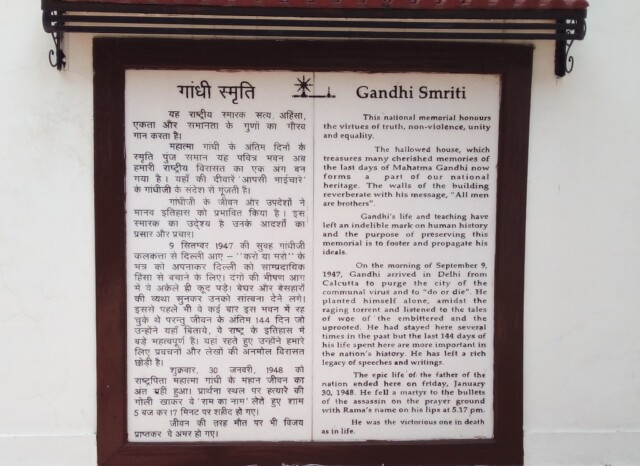 गांधी स्मृति
यह राष्ट्रीय स्मारक सत्य, अहिंसा,
एकता और समानता के गुणों का गौरव
गान करता है।
महात्मा गांधी के अंतिम दिनों के
स्मृति पुंज समान यह पवित्र भवन अब
हमारी राष्ट्रीय विरासत का एक अंग बन
गया है। यहाँ की दीवारें 'आपसी भाईचारे'
के गांधीजी के संदेश से गूंजती है।
गांधीजी के जीवन और उपदेशों ने
मानव इतिहास को प्रभावित किया है। इस
स्मारक का उद्देश्य है उनके आदर्शों का
प्रसार और प्रचार।
9 सितम्बर 1947 की सुबह गांधीजी
कलकत्ता से दिल्ली आए - "करो या मरो" के
मंत्र को अपनाकर दिल्ली को साम्प्रदायिक
हिंसा से बचाने के लिए। दंगों की भीषण आग
में वे अकेले ही कूद पड़े। बेघर और बेसहारों
की व्यथा सुनकर उनको सांत्वना देने लगे।
इससे पहले भी वे कई बार इस भवन में रह
चुके थे परन्तु जीवन के अंतिम 144 दिन जो
उन्होंने यहाँ बिताये, वे राष्ट्र के इतिहास में
बड़े महत्वपूर्ण है। यहां रहते हुए उन्होंने हमारे
लिए प्रवचनों और लेखों की अनमोल विरासत
छोड़ी है।
शुक्रवार, 30 जनवरी, 1948 को
राष्ट्रपिता महात्मा गांधी के महान जीवन का
अंत यहीं हुआ। प्रार्थना स्थल पर हत्यारे की
गोली खाकर वे 'राम का नाम' लेते हुए शाम
5 बज कर 17 मिनट पर शहीद हो गए।
जीवन की तरह मौत पर भी विजय
प्राप्तकर वे अमर हो गए।
Gandhi Smriti
This national memorial honours
the virtues of truth, non-violence, unity
and equality.
The hallowed house, which
treasures many cherished memories of
the last days of Mahatma Gandhi now
forms a part of our national
heritage. The walls of the building
reverberate with his message, "All men
are brothers".
Gandhi's life and teaching have
left an indelible mark on human history
and the purpose of preserving this
memorial is to foster and propagate his
ideals.
On the morning of September 9,
1947, Gandhi arrived in Delhi from
Calcutta to purge the city of the
communal virus and to "do or die". He
planted himself alone, amidst the
raging torrent and listened to the tales
of woe of the embittered and the
uprooted. He had stayed here several
times in the past but the last 144 days of
his life spent here are more important in
the nation's history. He has left a rich
legacy of speeches and writings.
The epic life of the father of the
nation ended here on friday, January
30, 1948. He fell a martyr to the bullets
of the assassin on the prayer ground
with Rama's name on his lips at 5.17 pm.
He was the victorious one in death
as in life.